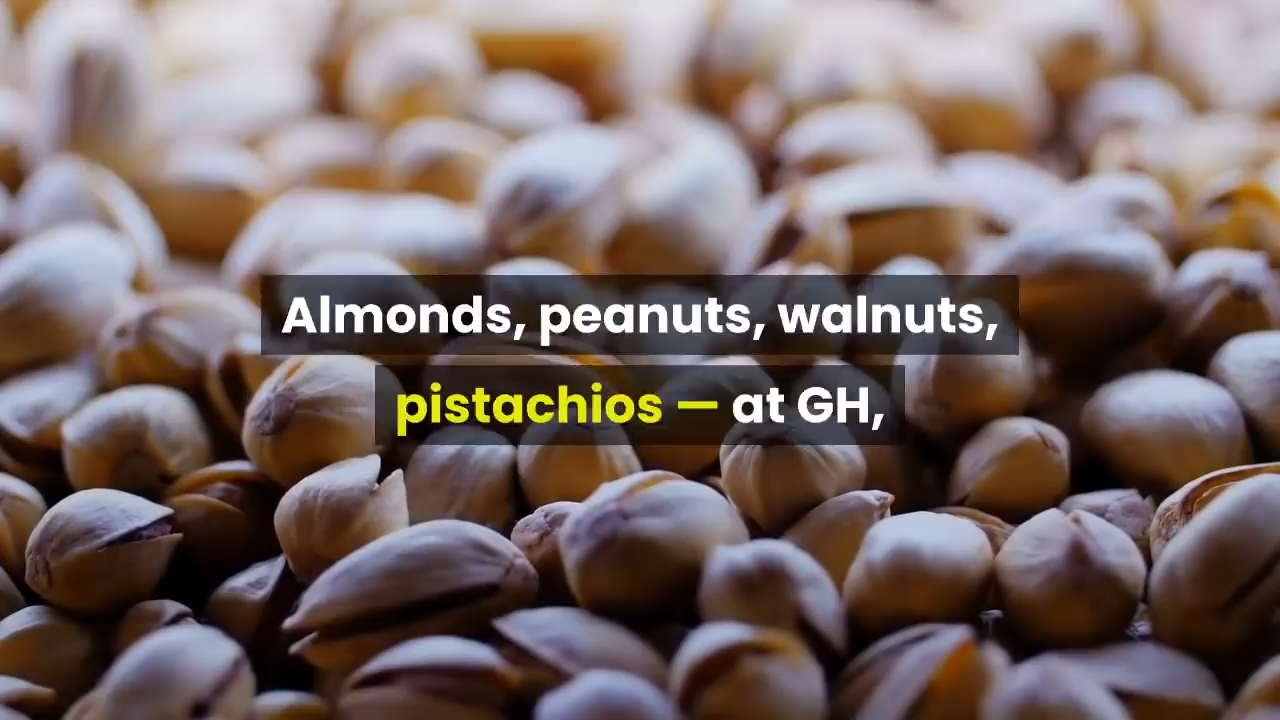 Almonds, peanuts, walnuts,
pistachios — at GH,